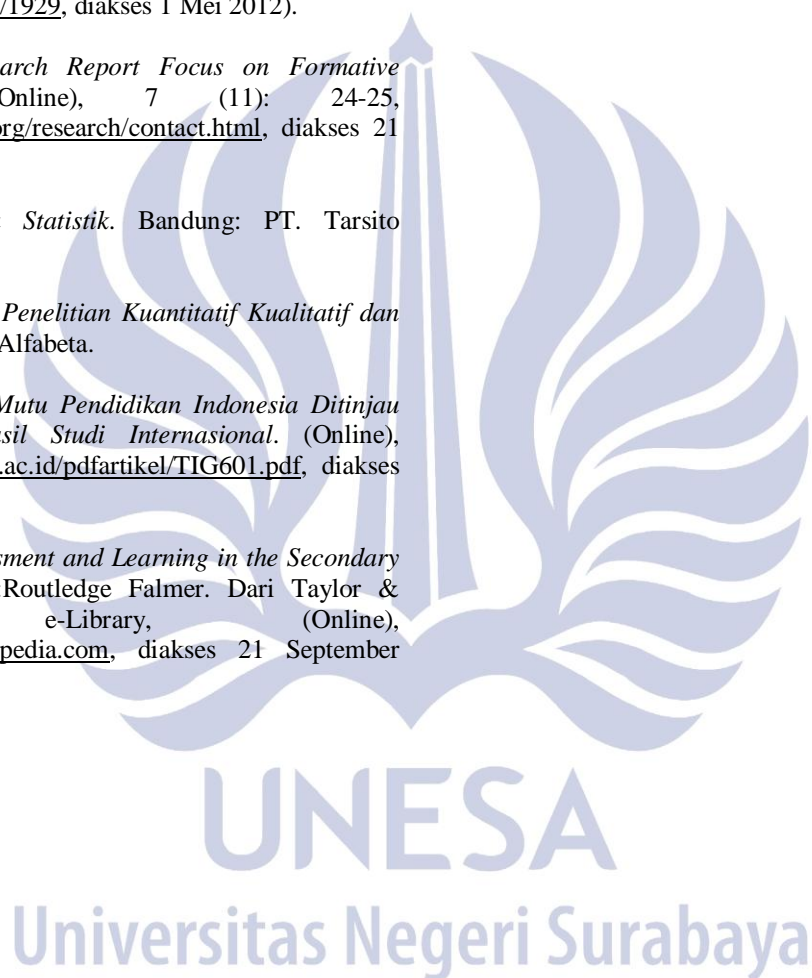 /1929, diakses 1 Mei 2012).
arch Report Focus on Formative
Online), 7 (11): 24-25,
org/research/contact.html, diakses 21
Statistik. Bandung: PT. Tarsito
Penelitian Kuantitatif Kualitatif dan
Alfabeta.
Mutu Pendidikan Indonesia Ditinjau
asil Studi Internasional. (Online),
.ac.id/pdfartikel/TIG601.pdf, diakses
sment and Learning in the Secondary
Routledge Falmer. Dari Taylor &
e-Library, (Online),
pedia.com, diakses 21 September
UNESA
Universitas Negeri Surabaya